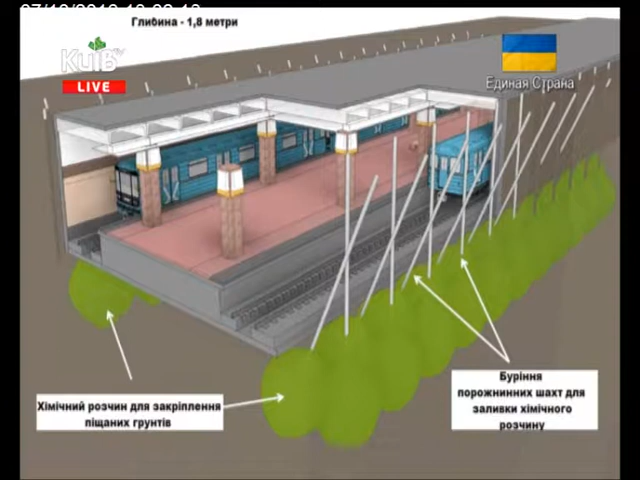 Глибина - 1,8 метри
Київ
LIVE
Единая Страна
Хімічний розчин для закріплення
піщаних грунтів
Буріння
порожнинних шахт для
заливки хімічного
розчину